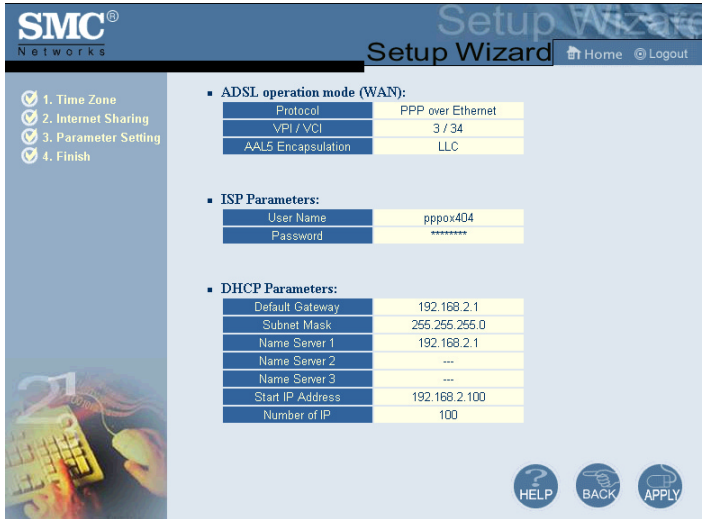 SMC®
Networks
Setup Wizard
Setup Wizard
Home
Logout
1. Time Zone
2. Internet Sharing
3. Parameter Setting
4. Finish
ADSL operation mode (WAN):
Protocol PPP over Ethernet
VPI / VCI 3 / 34
AAL5 Encapsulation LLC
ISP Parameters:
User Name pppox404
Password ********
DHCP Parameters:
Default Gateway 192.168.2.1
Subnet Mask 255.255.255.0
Name Server 1 192.168.2.1
Name Server 2 ---
Name Server 3 ---
Start IP Address 192.168.2.100
Number of IP 100
HELP
BACK
APPLY